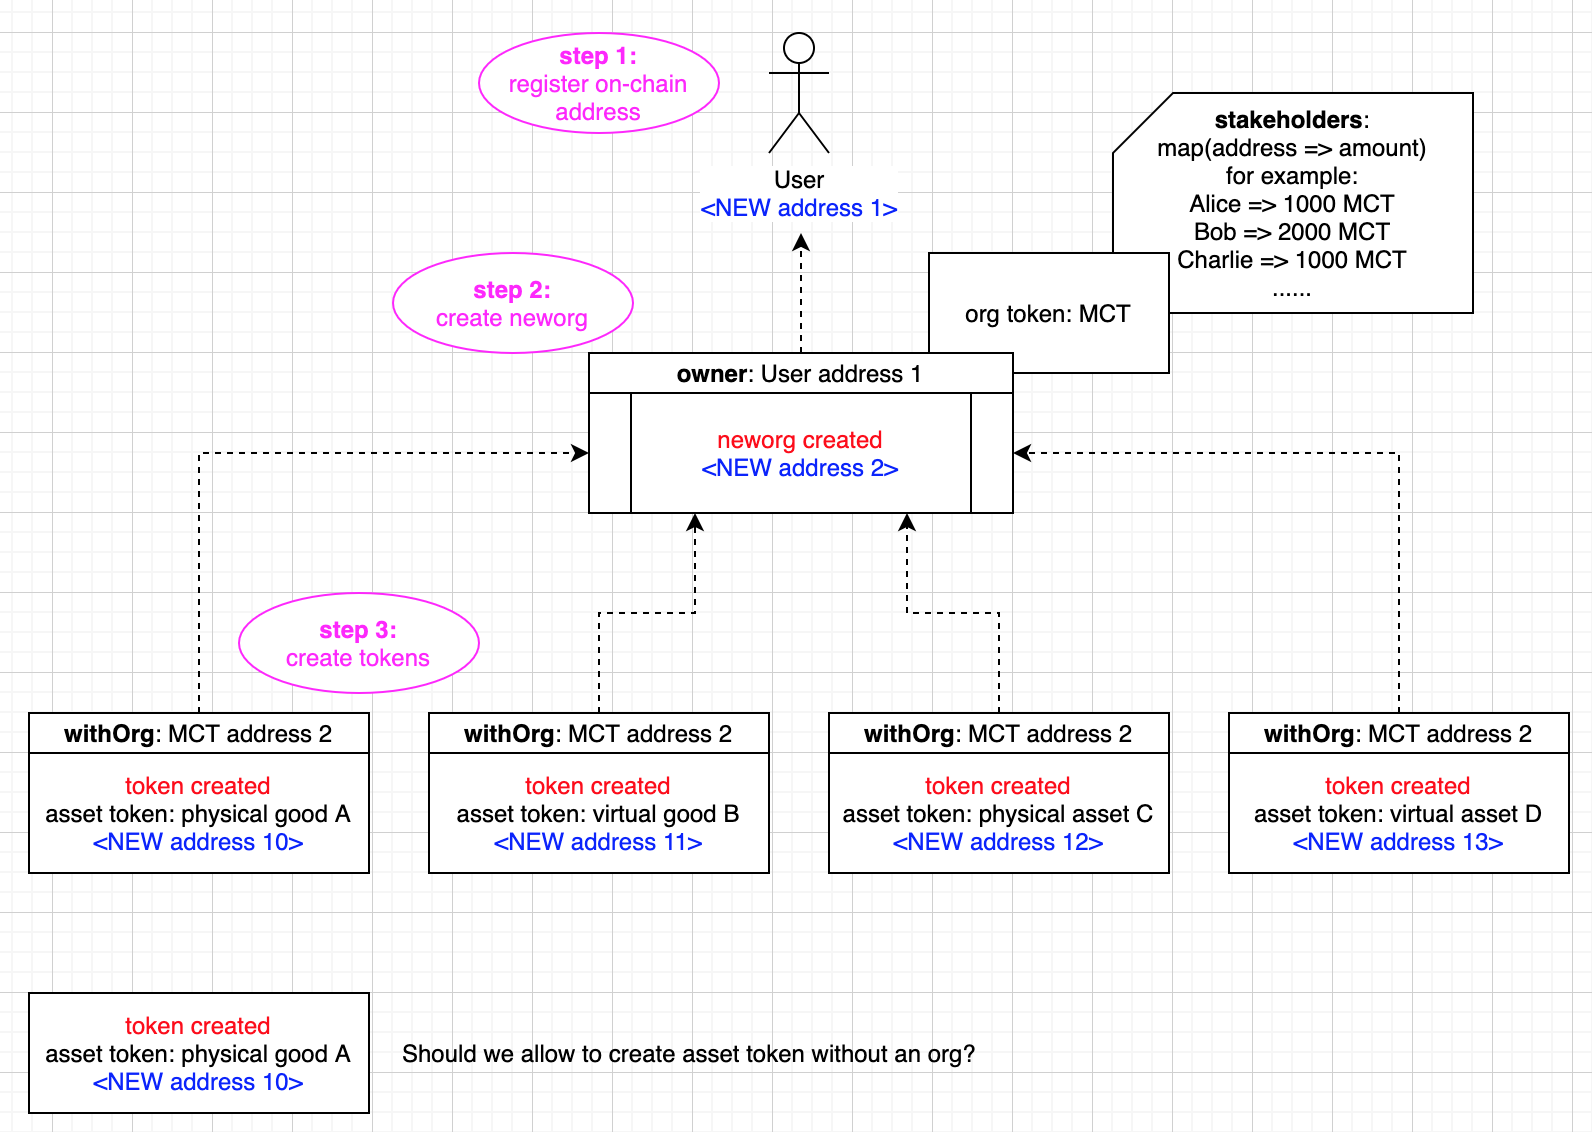 step 1:
register on-chain
address
User
<NEW address 1>
stakeholders:
map(address => amount)
for example:
Alice => 1000 MCT
Bob => 2000 MCT
Charlie => 1000 MCT
......
step 2:
create neworg
org token: MCT
owner: User address 1
neworg created
<NEW address 2>
step 3:
create tokens
withOrg: MCT address 2
token created
asset token: physical good A
<NEW address 10>
withOrg: MCT address 2
token created
asset token: virtual good B
<NEW address 11>
withOrg: MCT address 2
token created
asset token: physical asset C
<NEW address 12>
withOrg: MCT address 2
token created
asset token: virtual asset D
<NEW address 13>
token created
asset token: physical good A
<NEW address 10>
Should we allow to create asset token without an org?